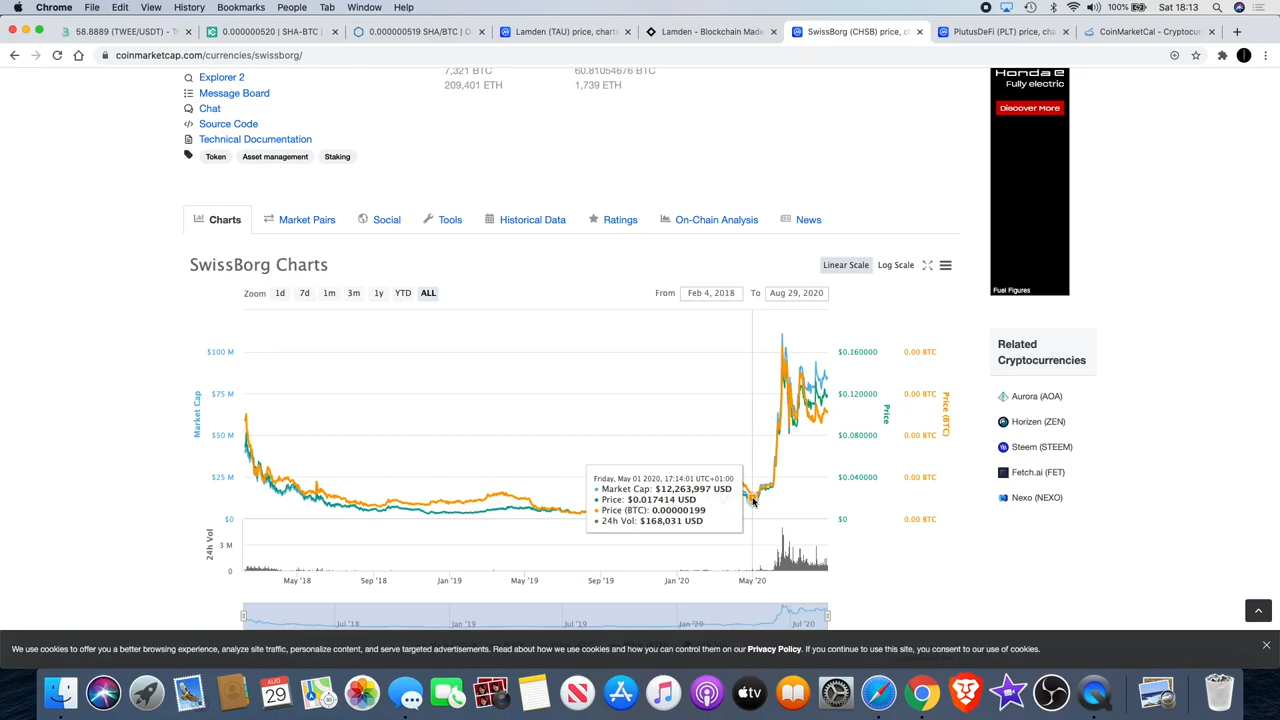 Chrome File Edit View History Bookmarks People Tab Window Help 100% Sat 18:13
58.8889 (TWEE/USDT) - T 0.000000520 | SHA-BTC | 0.000000519 SHA/BTC | O Lamden (TAU) price, charts Lamden - Blockchain Made SwissBorg (CHSB) price, c PlutusDeFi (PLT) price, cha CoinMarketCal - Cryptocur
coinmarketcap.com/currencies/swissborg/
Explorer 2
7,321 BTC 60.81054676 BTC
209,401 ETH 1,739 ETH
Message Board
Chat
Source Code
Technical Documentation
Token Asset management Staking
Honda e
Fully electric
Discover More
Fuel Figures
Charts Market Pairs Social Tools Historical Data Ratings On-Chain Analysis News
SwissBorg Charts
Linear Scale Log Scale
Zoom 1d 7d 1m 3m 1y YTD ALL
From Feb 4, 2018 To Aug 29, 2020
$100 M $0.160000 0.00 BTC
$75 M $0.120000 0.00 BTC
$50 M $0.080000 0.00 BTC
$25 M $0.040000 0.00 BTC
$0 $0 0.00 BTC
Market Cap
Price
Price (BTC)
Friday, May 01 2020, 17:14:01 UTC+01:00
Market Cap: $12,263,997 USD
Price: $0.017414 USD
Price (BTC): 0.00000199
24h Vol: $168,031 USD
24h Vol
3 M
0
May '18 Sep '18 Jan '19 May '19 Sep '19 Jan '20 May '20
Jul '18 Jan '19 Jul '19 Jan '20 Jul '20
Related
Cryptocurrencies
Aurora (AOA)
Horizen (ZEN)
Steem (STEEM)
Fetch.ai (FET)
Nexo (NEXO)
We use cookies to offer you a better browsing experience, analyze site traffic, personalize content, and serve targeted advertisements. Read about how we use cookies and how you can control them on our Privacy Policy. If you continue to use this site, you consent to our use of cookies.
AUG
29
tv